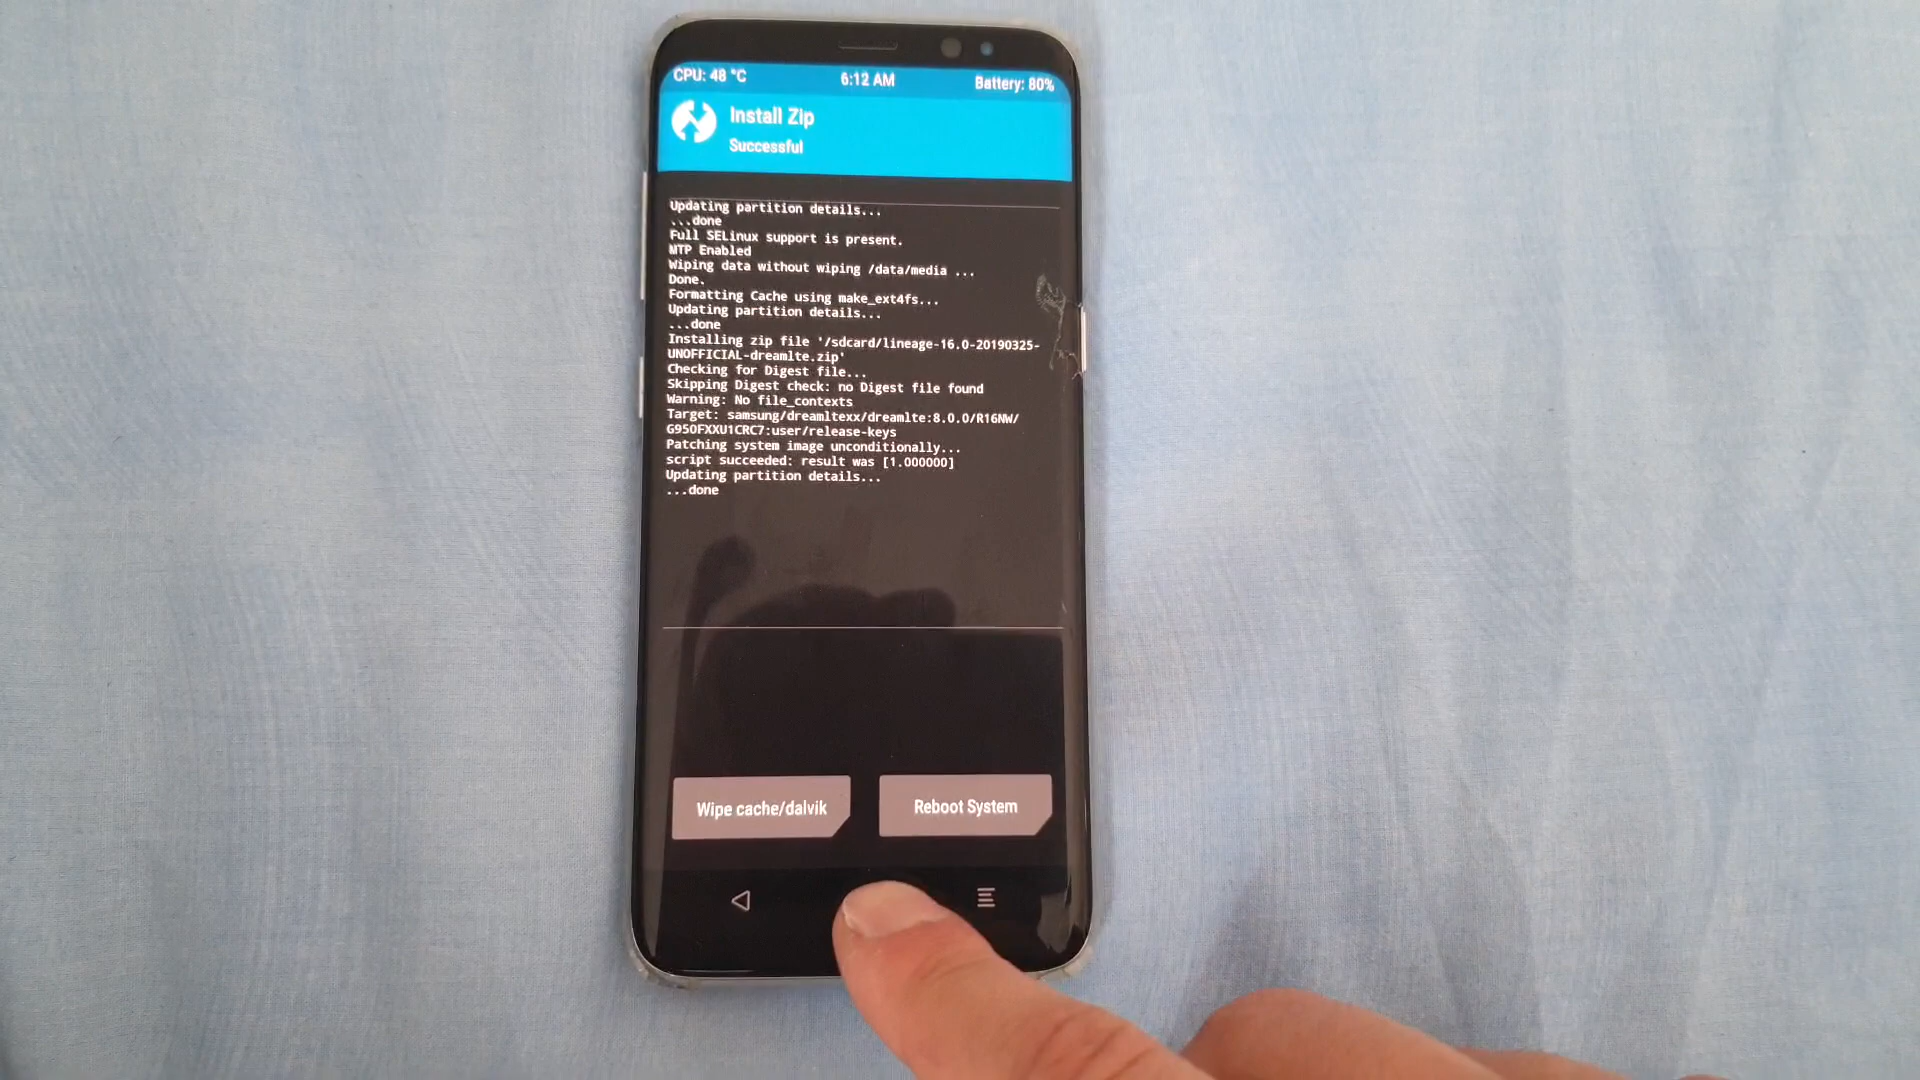 CPU: 48 °C 6:12 AM Battery: 80%
Install Zip
Successful
Updating partition details...
...done
Full SELinux support is present.
MTP Enabled
Wiping data without wiping /data/media ...
Done.
Formatting Cache using make_ext4fs...
Updating partition details...
...done
Installing zip file '/sdcard/lineage-16.0-20190325-
UNOFFICIAL-dreamlte.zip'
Checking for Digest file...
Skipping Digest check: no Digest file found
Warning: No file_contexts
Target: samsung/dreamltexx/dreamlte:8.0.0/R16NW/
G950FXXU1CRC7:user/release-keys
Patching system image unconditionally...
script succeeded: result was [1.000000]
Updating partition details...
...done
Wipe cache/dalvik
Reboot System